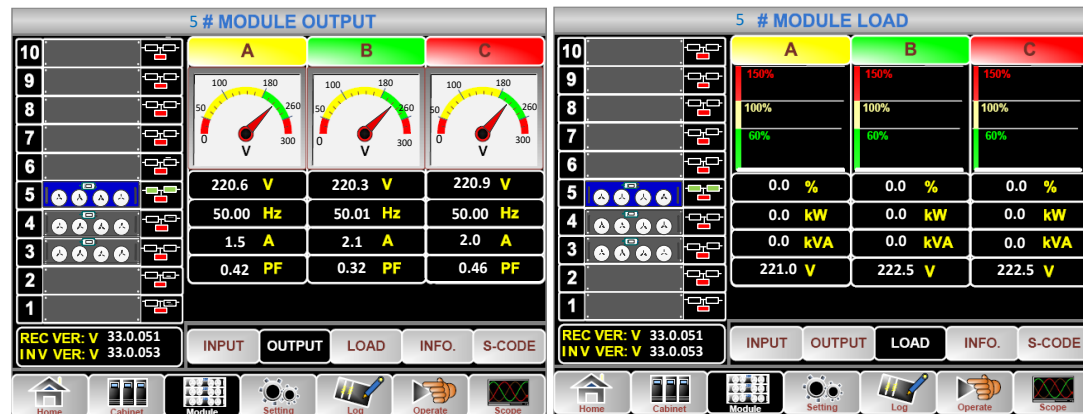 5 # MODULE OUTPUT
10
9
8
7
6
5
4
3
2
1
A B C
0 50 100 180 260 300 V
0 50 100 180 260 300 V
0 50 100 180 260 300 V
220.6 V 220.3 V 220.9 V
50.00 Hz 50.01 Hz 50.00 Hz
1.5 A 2.1 A 2.0 A
0.42 PF 0.32 PF 0.46 PF
REC VER: V 33.0.051
INV VER: V 33.0.053
INPUT OUTPUT LOAD INFO. S-CODE
Home Cabinet Module Setting Log Operate Scope
5 # MODULE LOAD
10
9
8
7
6
5
4
3
2
1
A B C
150% 150% 150%
100% 100% 100%
60% 60% 60%
0.0 % 0.0 % 0.0 %
0.0 kW 0.0 kW 0.0 kW
0.0 kVA 0.0 kVA 0.0 kVA
221.0 V 222.5 V 222.5 V
REC VER: V 33.0.051
INV VER: V 33.0.053
INPUT OUTPUT LOAD INFO. S-CODE
Home Cabinet Module Setting Log Operate Scope